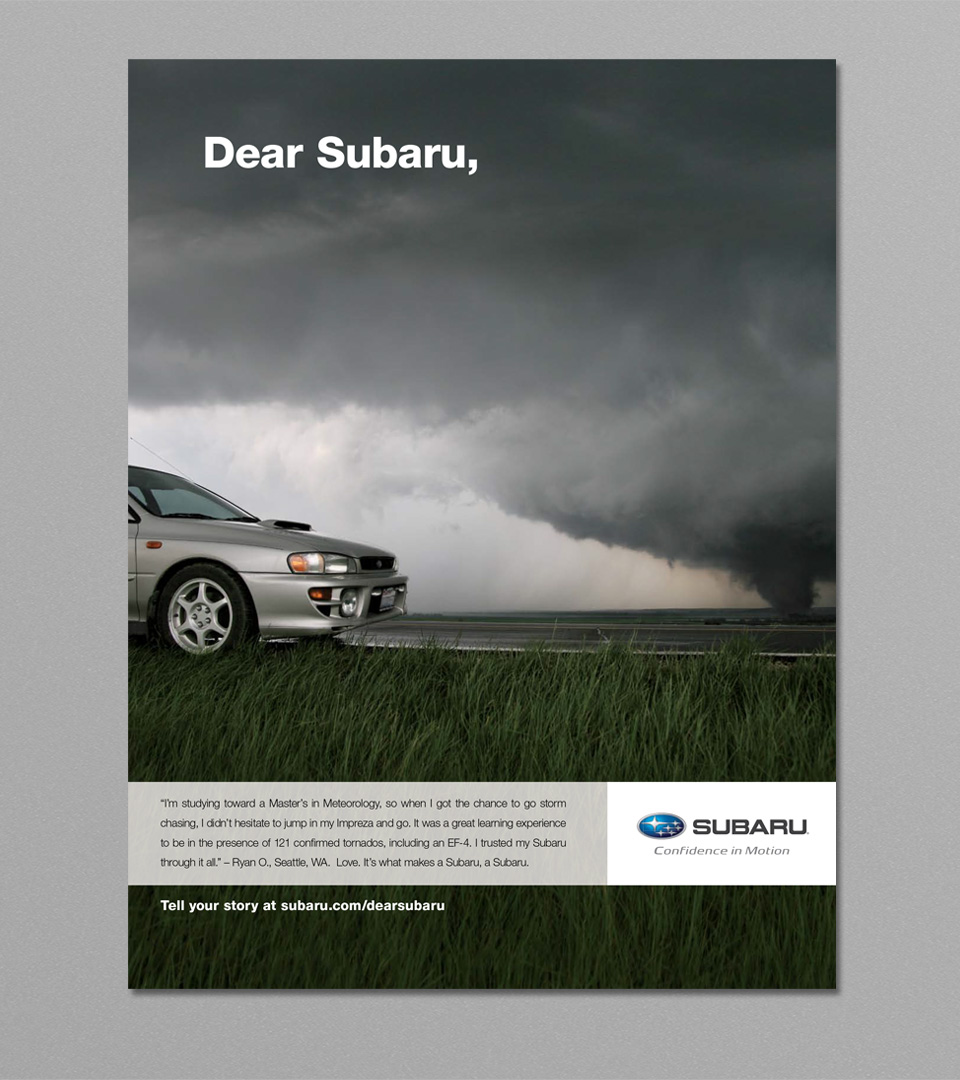 Dear Subaru,
“I’m studying toward a Master’s in Meteorology, so when I got the chance to go storm
chasing, I didn’t hesitate to jump in my Impreza and go. It was a great learning experience
to be in the presence of 121 confirmed tornados, including an EF-4. I trusted my Subaru
through it all.” – Ryan O., Seattle, WA.  Love. It’s what makes a Subaru, a Subaru.
SUBARU.
Confidence in Motion
Tell your story at subaru.com/dearsubaru